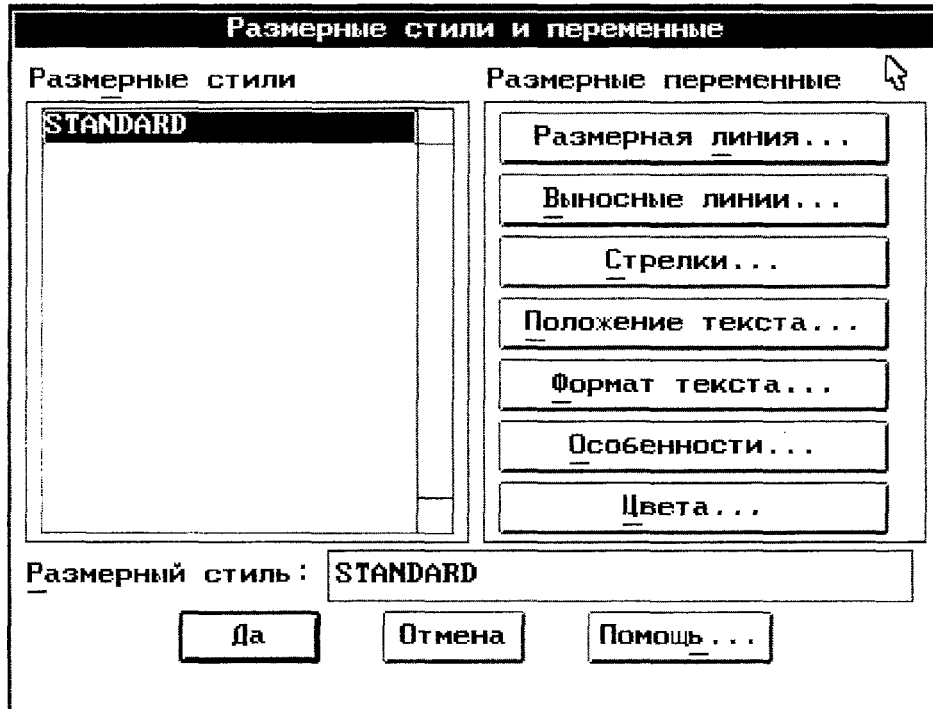 Размерные стили и переменные
Размерные стили
Размерные переменные
STANDARD
Размерная линия...
Выносные линии...
Стрелки...
Положение текста...
Формат текста...
Особенности...
Цвета...
Размерный стиль: STANDARD
Да Отмена Помощь...